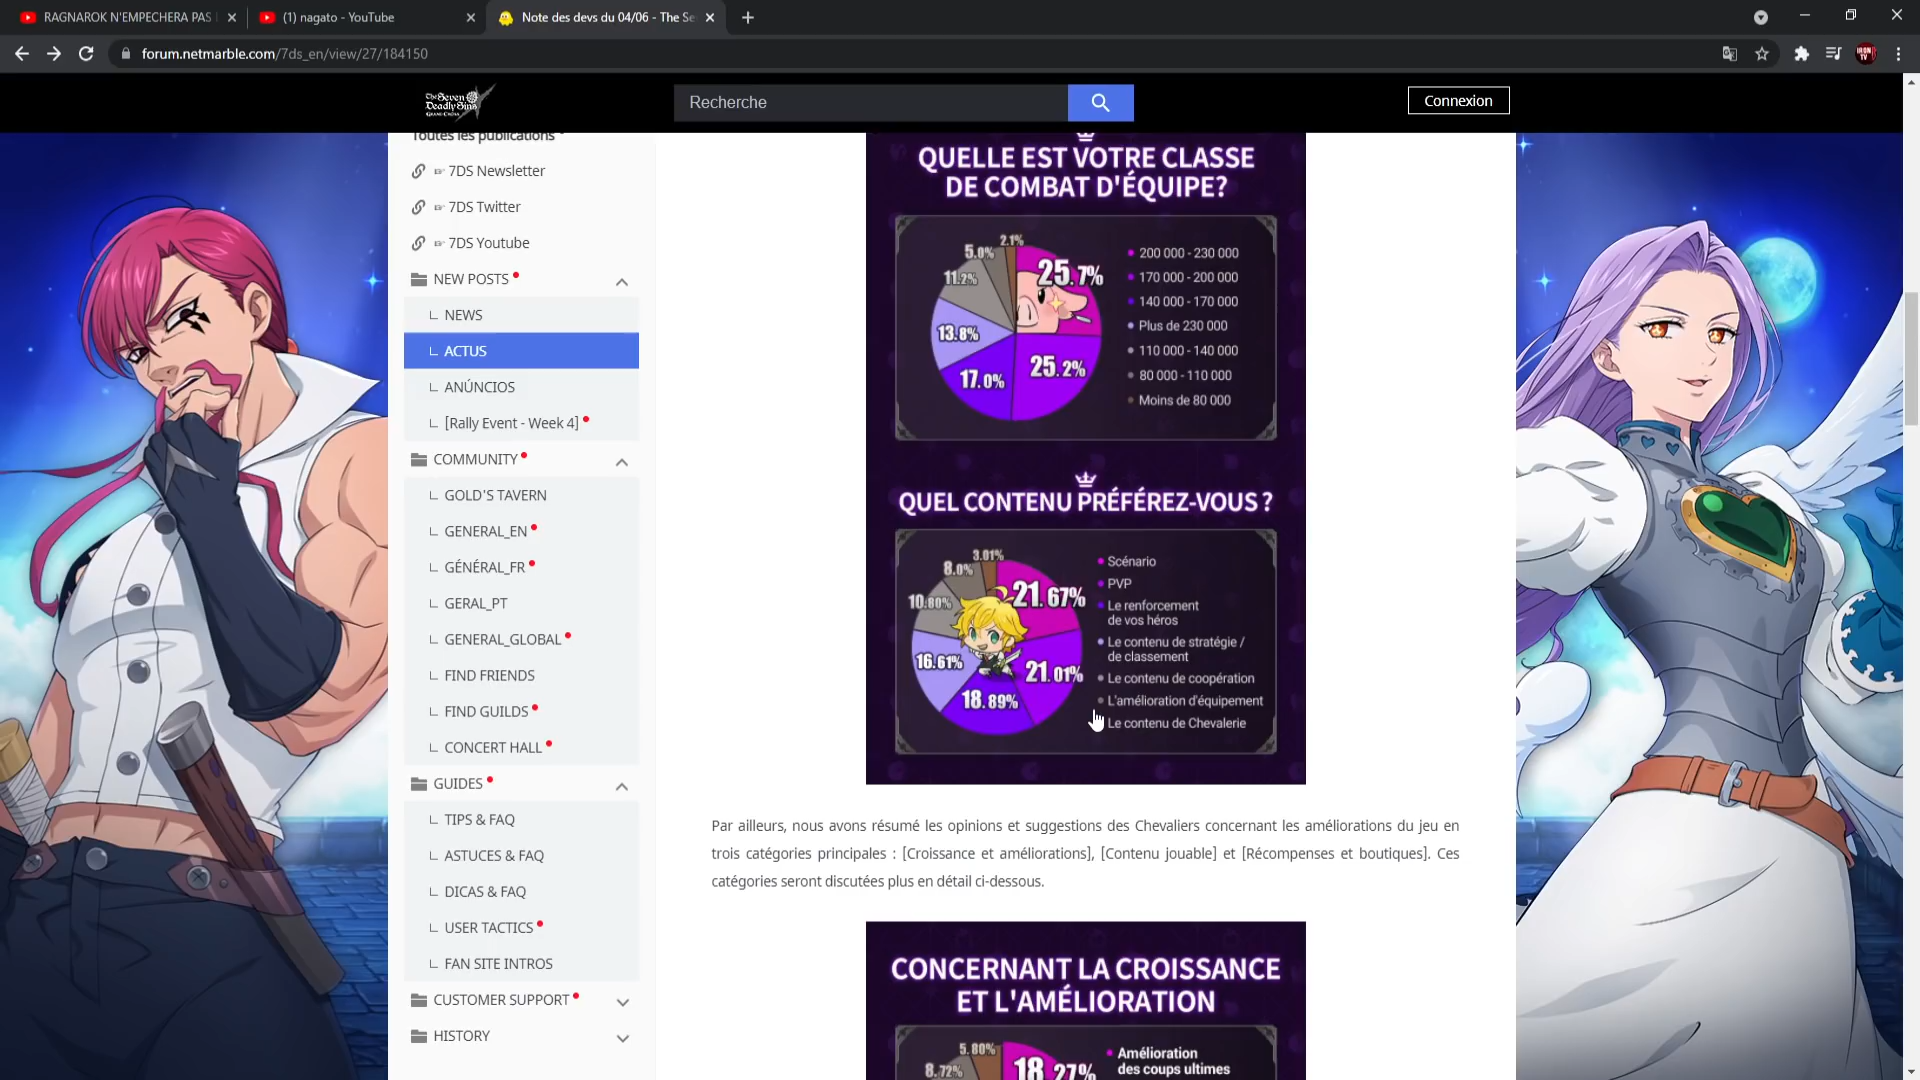 RAGNAROK N'EMPECHERA PAS
(1) nagato - YouTube
Note des devs du 04/06 - The Se
forum.netmarble.com/7ds_en/view/27/184150
The Seven Deadly Sins
GRAND CROSS
Recherche
Connexion
Toutes les publications
7DS Newsletter
7DS Twitter
7DS Youtube
NEW POSTS
NEWS
ACTUS
ANÚNCIOS
[Rally Event - Week 4]
COMMUNITY
GOLD'S TAVERN
GENERAL_EN
GÉNÉRAL_FR
GERAL_PT
GENERAL_GLOBAL
FIND FRIENDS
FIND GUILDS
CONCERT HALL
GUIDES
TIPS & FAQ
ASTUCES & FAQ
DICAS & FAQ
USER TACTICS
FAN SITE INTROS
CUSTOMER SUPPORT
HISTORY
QUELLE EST VOTRE CLASSE
DE COMBAT D'ÉQUIPE?
2.1%
5.0%
11.2%
13.8%
17.0%
25.2%
25.7%
200 000 - 230 000
170 000 - 200 000
140 000 - 170 000
Plus de 230 000
110 000 - 140 000
80 000 - 110 000
Moins de 80 000
QUEL CONTENU PRÉFÉREZ-VOUS ?
3.01%
8.0%
10.80%
16.61%
18.89%
21.01%
21.67%
Scénario
PVP
Le renforcement
de vos héros
Le contenu de stratégie /
de classement
Le contenu de coopération
L'amélioration d'équipement
Le contenu de Chevalerie
Par ailleurs, nous avons résumé les opinions et suggestions des Chevaliers concernant les améliorations du jeu en
trois catégories principales : [Croissance et améliorations], [Contenu jouable] et [Récompenses et boutiques]. Ces
catégories seront discutées plus en détail ci-dessous.
CONCERNANT LA CROISSANCE
ET L'AMÉLIORATION
5.80%
8.72%
18.27%
Amélioration
des coups ultimes